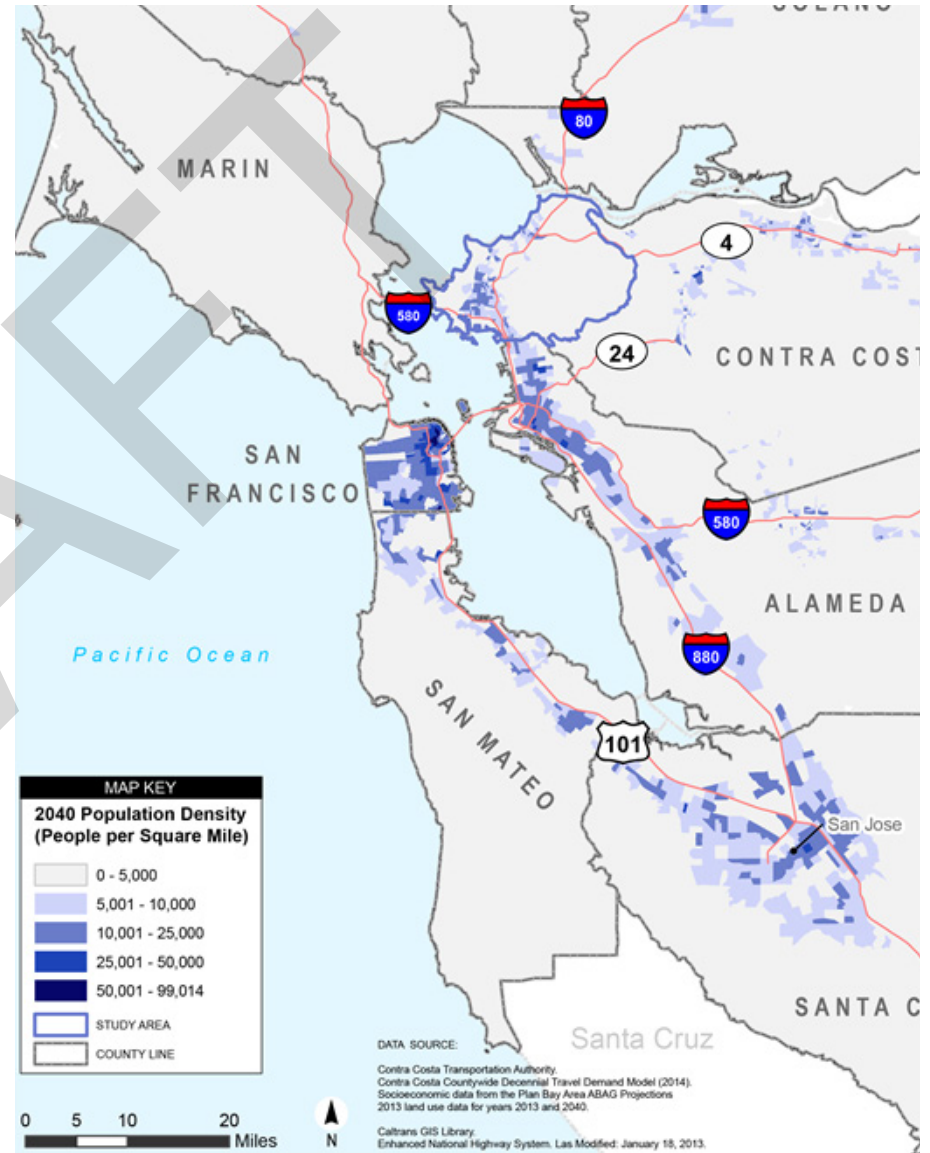 SOLANO
80
MARIN
4
580
24
CONTRA COST
SAN
FRANCISCO
580
ALAMEDA
Pacific Ocean
880
SAN MATEO
101
MAP KEY
2040 Population Density
(People per Square Mile)
0 - 5,000
5,001 - 10,000
10,001 - 25,000
25,001 - 50,000
50,001 - 99,014
STUDY AREA
COUNTY LINE
San Jose
SANTA C
Santa Cruz
DATA SOURCE:
Contra Costa Transportation Authority.
Contra Costa Countywide Decennial Travel Demand Model (2014).
Socioeconomic data from the Plan Bay Area ABAG Projections
2013 land use data for years 2013 and 2040.
Caltrans GIS Library.
Enhanced National Highway System. Las Modified: January 18, 2013.
0 5 10 20
Miles
N
AFT